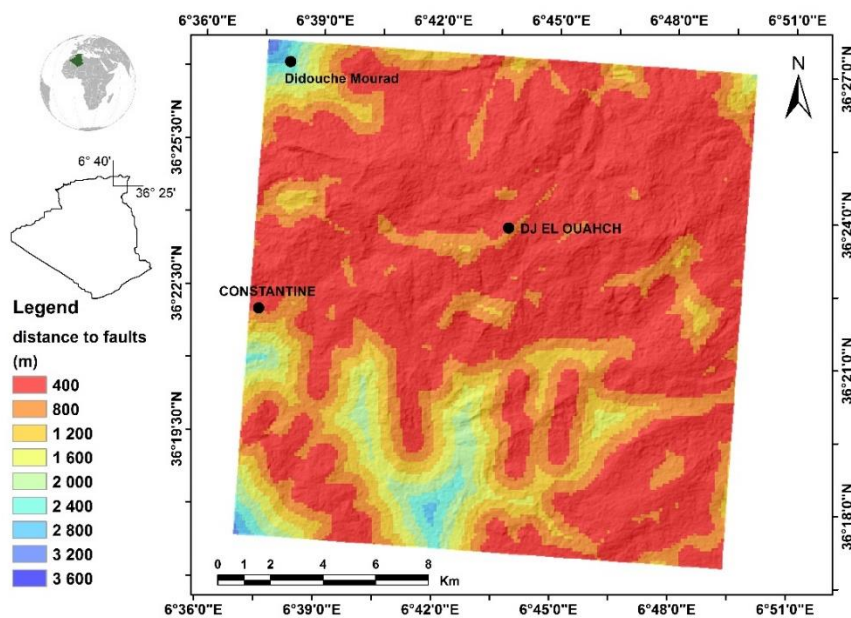 6°36'0"E 6°39'0"E 6°42'0"E 6°45'0"E 6°48'0"E 6°51'0"E
N
Didouche Mourad
36°27'0"N
36°25'30"N
6° 40'
36° 25'
DJ EL OUAHCH
36°24'0"N
36°22'30"N
CONSTANTINE
Legend
distance to faults
(m)
400
800
1 200
1 600
2 000
2 400
2 800
3 200
3 600
36°21'0"N
36°19'30"N
36°18'0"N
0 1 2 4 6 8
Km
6°36'0"E 6°39'0"E 6°42'0"E 6°45'0"E 6°48'0"E 6°51'0"E